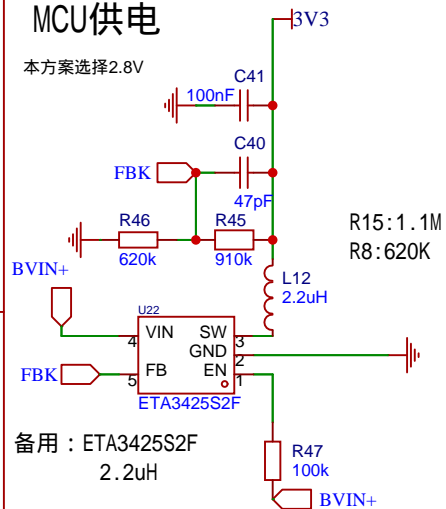 MCU供电
3V3
本方案选择2.8V
C41
100nF
C40
FBK
47pF
R46
R45
620k
910k
R15:1.1M
R8:620K
BVIN+
L12
2.2uH
U22
VIN
SW
4
3
GND
2
FBK
FB
EN
5
1
ETA3425S2F
备用：ETA3425S2F
2.2uH
R47
100k
BVIN+